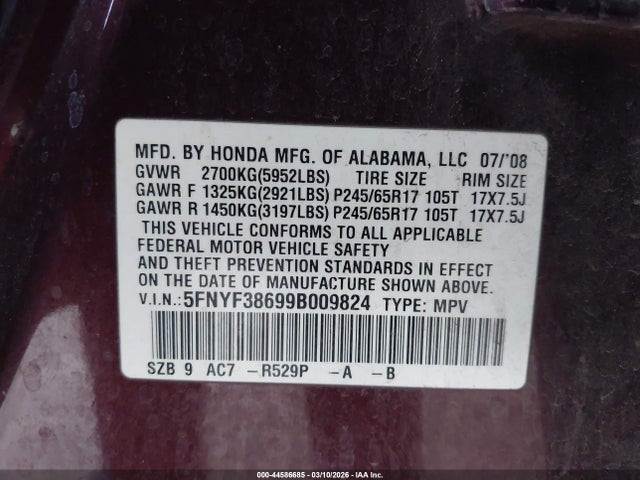 MFD. BY HONDA MFG. OF ALABAMA, LLC 07/'08
GVWR 2700KG(5952LBS) TIRE SIZE RIM SIZE
GAWR F 1325KG(2921LBS) P245/65R17 105T 17X7.5J
GAWR R 1450KG(3197LBS) P245/65R17 105T 17X7.5J
THIS VEHICLE CONFORMS TO ALL APPLICABLE
FEDERAL MOTOR VEHICLE SAFETY
AND THEFT PREVENTION STANDARDS IN EFFECT
ON THE DATE OF MANUFACTURE SHOWN ABOVE.
V.I.N.: 5FNYF38699B009824 TYPE: MPV
SZB 9 AC7 -R529P -A -B
000-44586685 - 03/10/2026 - IAA Inc.